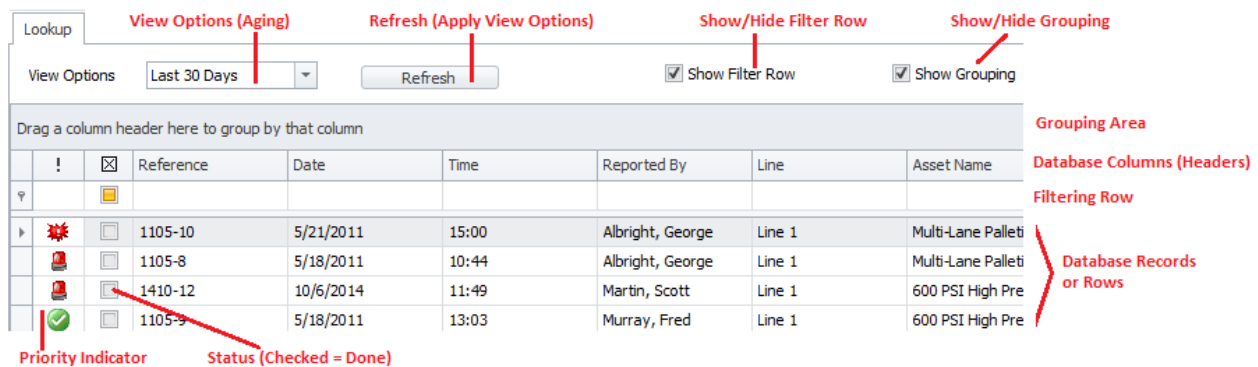 View Options (Aging) Refresh (Apply View Options) Show/Hide Filter Row Show/Hide Grouping
Lookup
View Options Last 30 Days Refresh Show Filter Row Show Grouping
Drag a column header here to group by that column Grouping Area
! Reference Date Time Reported By Line Asset Name Database Columns (Headers)
Filtering Row
1105-10 5/21/2011 15:00 Albright, George Line 1 Multi-Lane Palleti
1105-8 5/18/2011 10:44 Albright, George Line 1 Multi-Lane Palleti Database Records
1410-12 10/6/2014 11:49 Martin, Scott Line 1 600 PSI High Pre or Rows
1105-9 5/18/2011 13:03 Murray, Fred Line 1 600 PSI High Pre
Priority Indicator Status (Checked = Done)